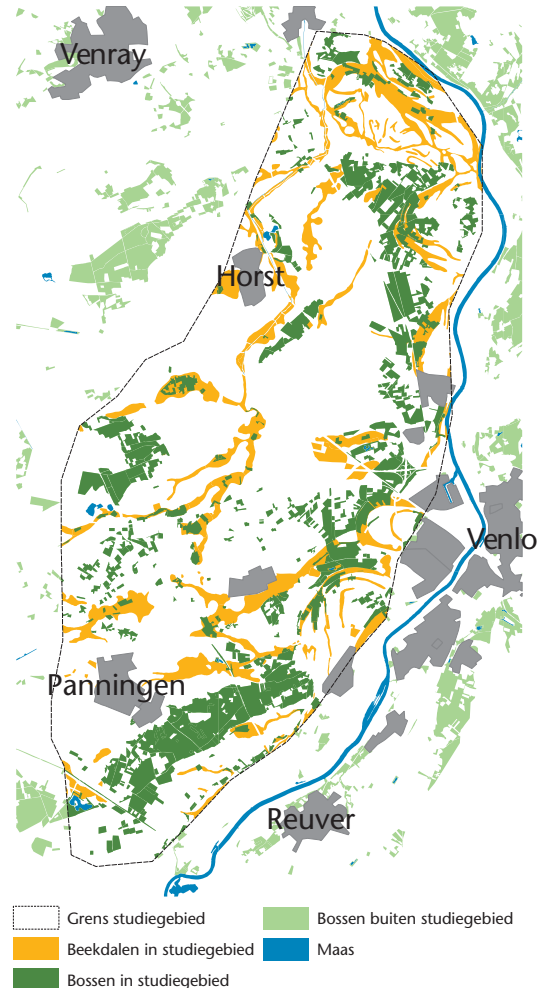 Venray
Horst
Venlo
Panningen
Reuver
Grens studiegebied
Beekdalen in studiegebied
Bossen in studiegebied
Bossen buiten studiegebied
Maas